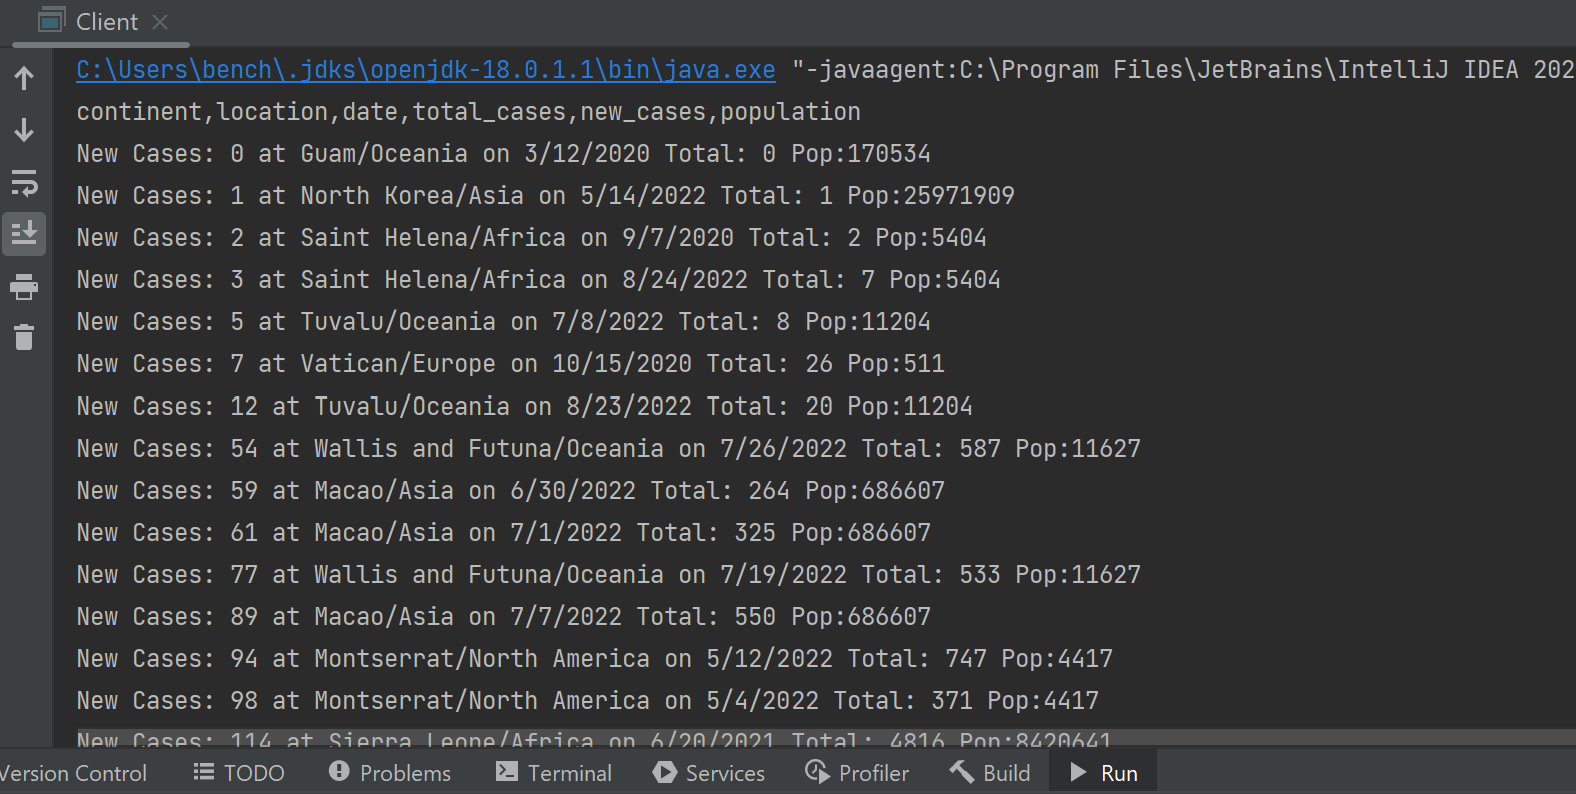 Client
C:\Users\bench\.jdks\openjdk-18.0.1.1\bin\java.exe "-javaagent:C:\Program Files\JetBrains\IntelliJ IDEA 202
continent,location,date,total_cases,new_cases,population
New Cases: 0 at Guam/Oceania on 3/12/2020 Total: 0 Pop:170534
New Cases: 1 at North Korea/Asia on 5/14/2022 Total: 1 Pop:25971909
New Cases: 2 at Saint Helena/Africa on 9/7/2020 Total: 2 Pop:5404
New Cases: 3 at Saint Helena/Africa on 8/24/2022 Total: 7 Pop:5404
New Cases: 5 at Tuvalu/Oceania on 7/8/2022 Total: 8 Pop:11204
New Cases: 7 at Vatican/Europe on 10/15/2020 Total: 26 Pop:511
New Cases: 12 at Tuvalu/Oceania on 8/23/2022 Total: 20 Pop:11204
New Cases: 54 at Wallis and Futuna/Oceania on 7/26/2022 Total: 587 Pop:11627
New Cases: 59 at Macao/Asia on 6/30/2022 Total: 264 Pop:686607
New Cases: 61 at Macao/Asia on 7/1/2022 Total: 325 Pop:686607
New Cases: 77 at Wallis and Futuna/Oceania on 7/19/2022 Total: 533 Pop:11627
New Cases: 89 at Macao/Asia on 7/7/2022 Total: 550 Pop:686607
New Cases: 94 at Montserrat/North America on 5/12/2022 Total: 747 Pop:4417
New Cases: 98 at Montserrat/North America on 5/4/2022 Total: 371 Pop:4417
New Cases: 114 at Sierra Leone/Africa on 6/20/2021 Total: 4816 Pop:8420641
Version Control TODO Problems Terminal Services Profiler Build Run